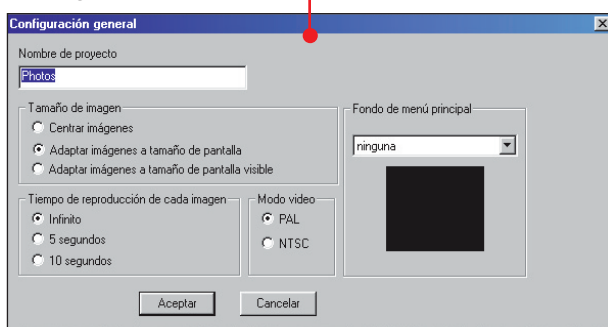 Configuración general
Nombre de proyecto
Photos
Tamaño de imagen
Centrar imágenes
Adaptar imágenes a tamaño de pantalla
Adaptar imágenes a tamaño de pantalla visible
Fondo de menú principal
ninguna
Tiempo de reproducción de cada imagen
Infinito
5 segundos
10 segundos
Modo video
PAL
NTSC
Aceptar
Cancelar